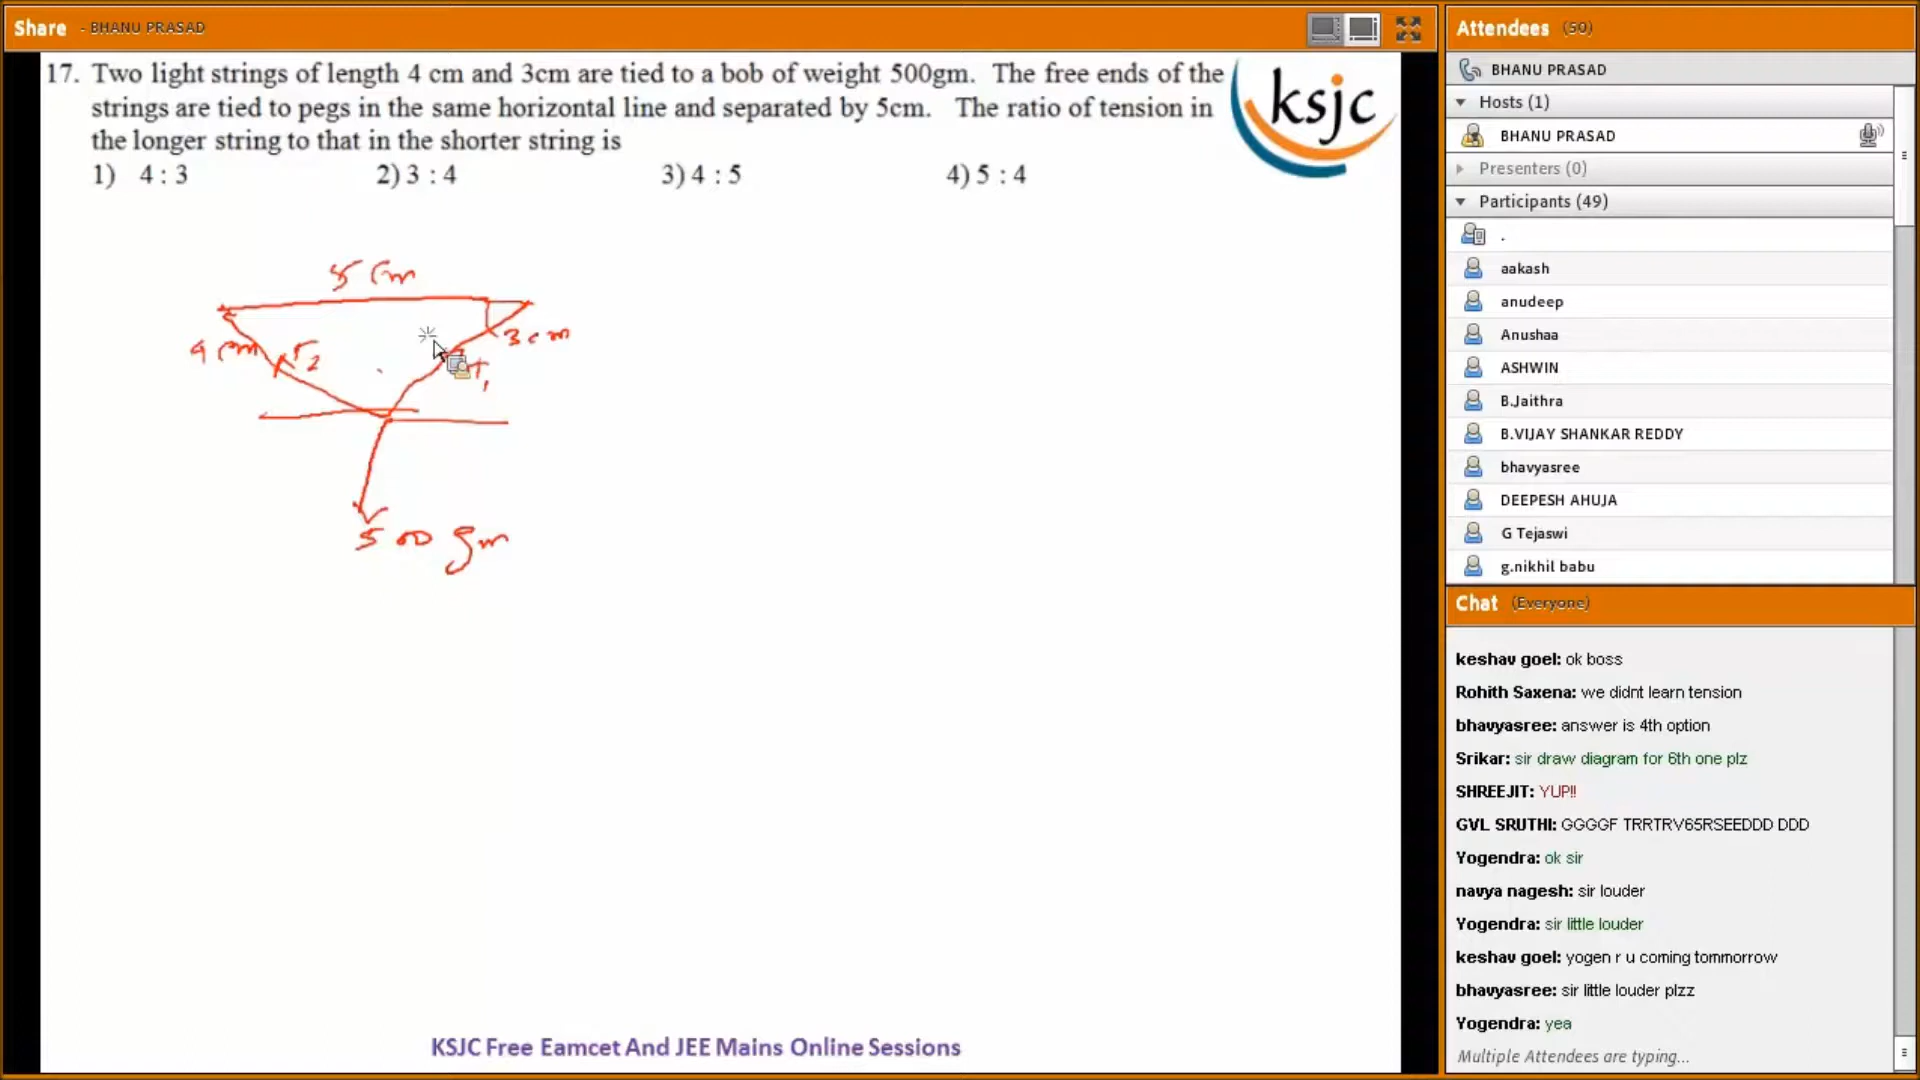 Share - BHANU PRASAD
17. Two light strings of length 4 cm and 3cm are tied to a bob of weight 500gm. The free ends of the
strings are tied to pegs in the same horizontal line and separated by 5cm. The ratio of tension in
the longer string to that in the shorter string is
1) 4 : 3 2) 3 : 4 3) 4 : 5 4) 5 : 4
ksjc
5 cm
4 cm T2 3 cm
T1
500 gm
KSJC Free Eamcet And JEE Mains Online Sessions
Attendees (50)
BHANU PRASAD
Hosts (1)
BHANU PRASAD
Presenters (0)
Participants (49)
.
aakash
anudeep
Anushaa
ASHWIN
B.Jaithra
B.VIJAY SHANKAR REDDY
bhavyasree
DEEPESH AHUJA
G Tejaswi
g.nikhil babu
Chat (Everyone)
keshav goel: ok boss
Rohith Saxena: we didnt learn tension
bhavyasree: answer is 4th option
Srikar: sir draw diagram for 6th one plz
SHREEJIT: YUP!!
GVL SRUTHI: GGGGF TRRTRV65RSEEDDD DDD
Yogendra: ok sir
navya nagesh: sir louder
Yogendra: sir little louder
keshav goel: yogen r u coming tommorrow
bhavyasree: sir little louder plzz
Yogendra: yea
Multiple Attendees are typing...